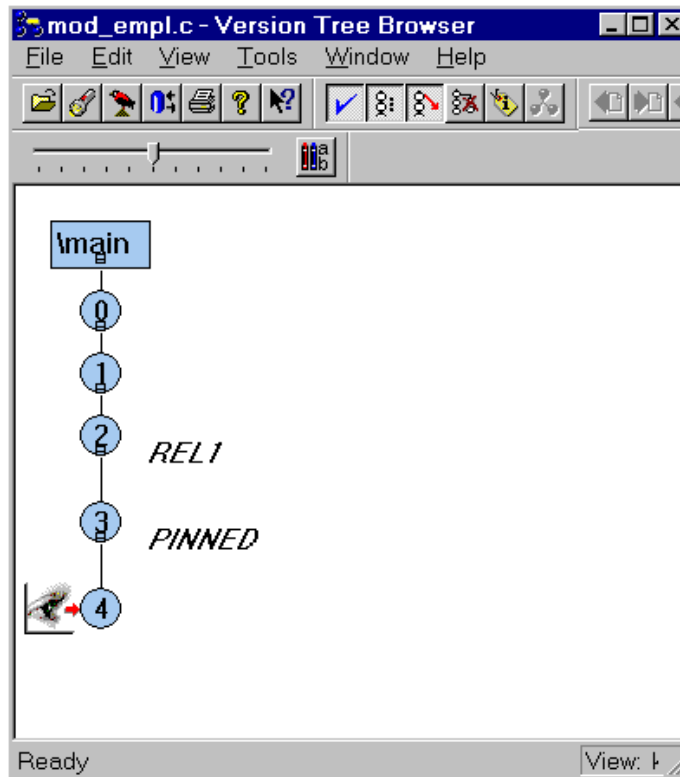 mod_empl.c - Version Tree Browser
File Edit View Tools Window Help
a
b
\main
0
1
2
REL1
3
PINNED
4
Ready View: